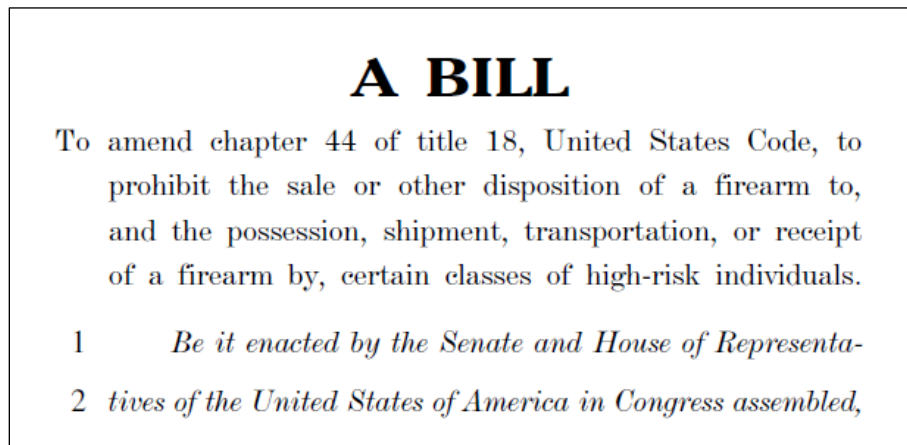 A BILL
To amend chapter 44 of title 18, United States Code, to
prohibit the sale or other disposition of a firearm to,
and the possession, shipment, transportation, or receipt
of a firearm by, certain classes of high-risk individuals.
1 Be it enacted by the Senate and House of Representa-
2 tives of the United States of America in Congress assembled,